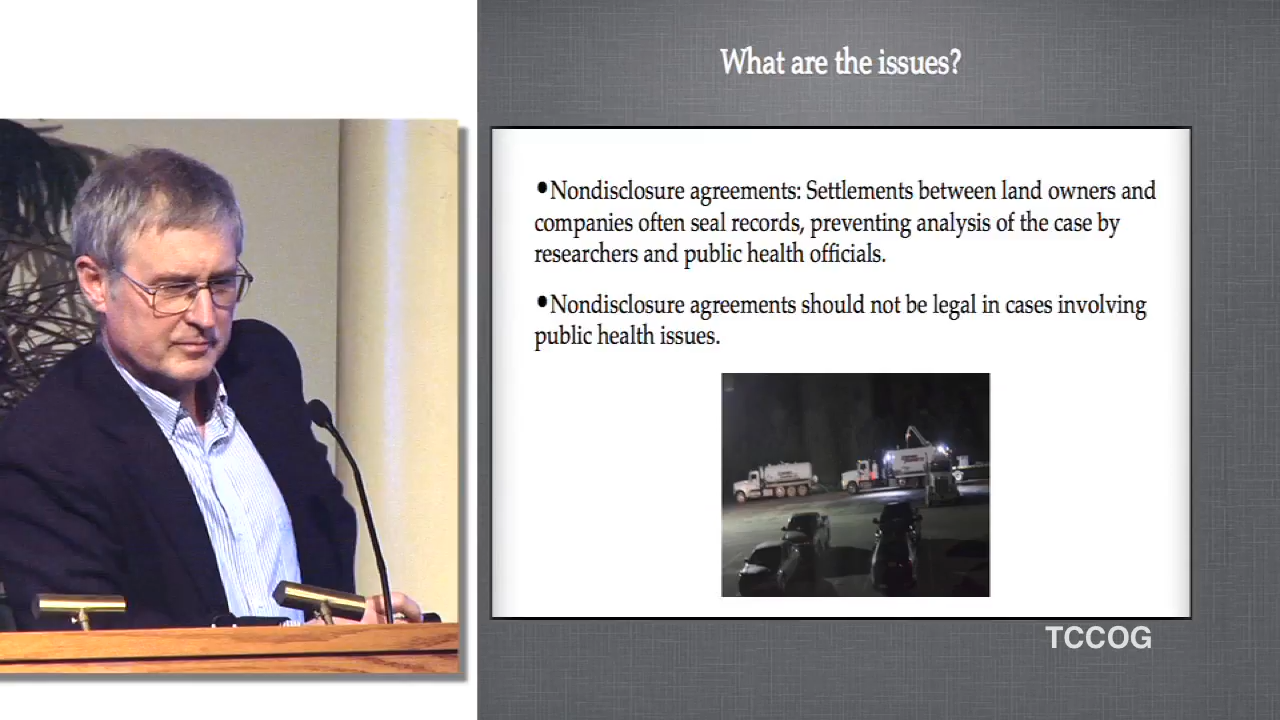 What are the issues?
•Nondisclosure agreements: Settlements between land owners and
companies often seal records, preventing analysis of the case by
researchers and public health officials.
•Nondisclosure agreements should not be legal in cases involving
public health issues.
TCCOG